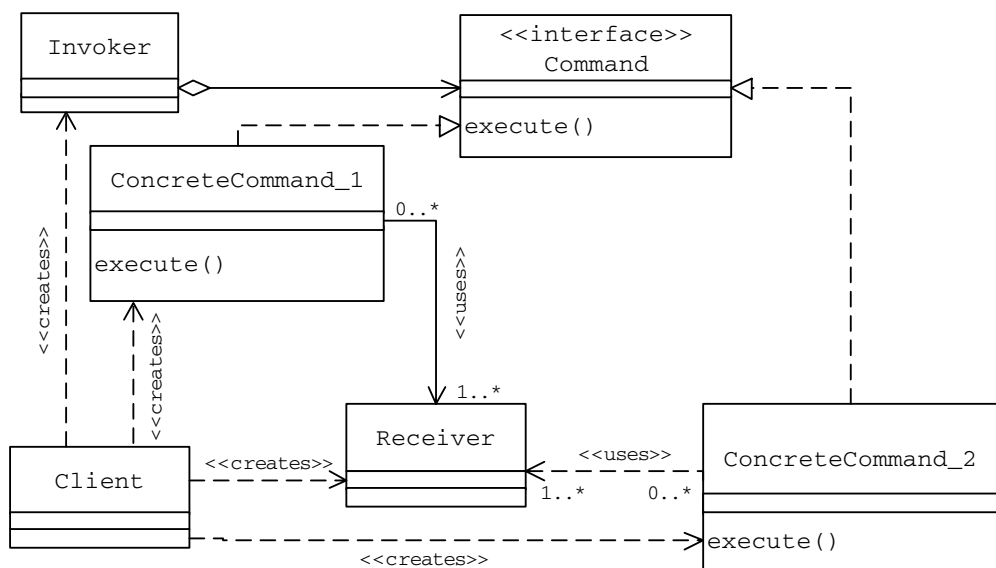 Invoker
<<interface>>
Command
execute()
ConcreteCommand_1
execute()
0..*
<<uses>>
1..*
<<creates>>
<<creates>>
Client
<<creates>>
Receiver
<<uses>>
1..*
0..*
ConcreteCommand_2
execute()
<<creates>>